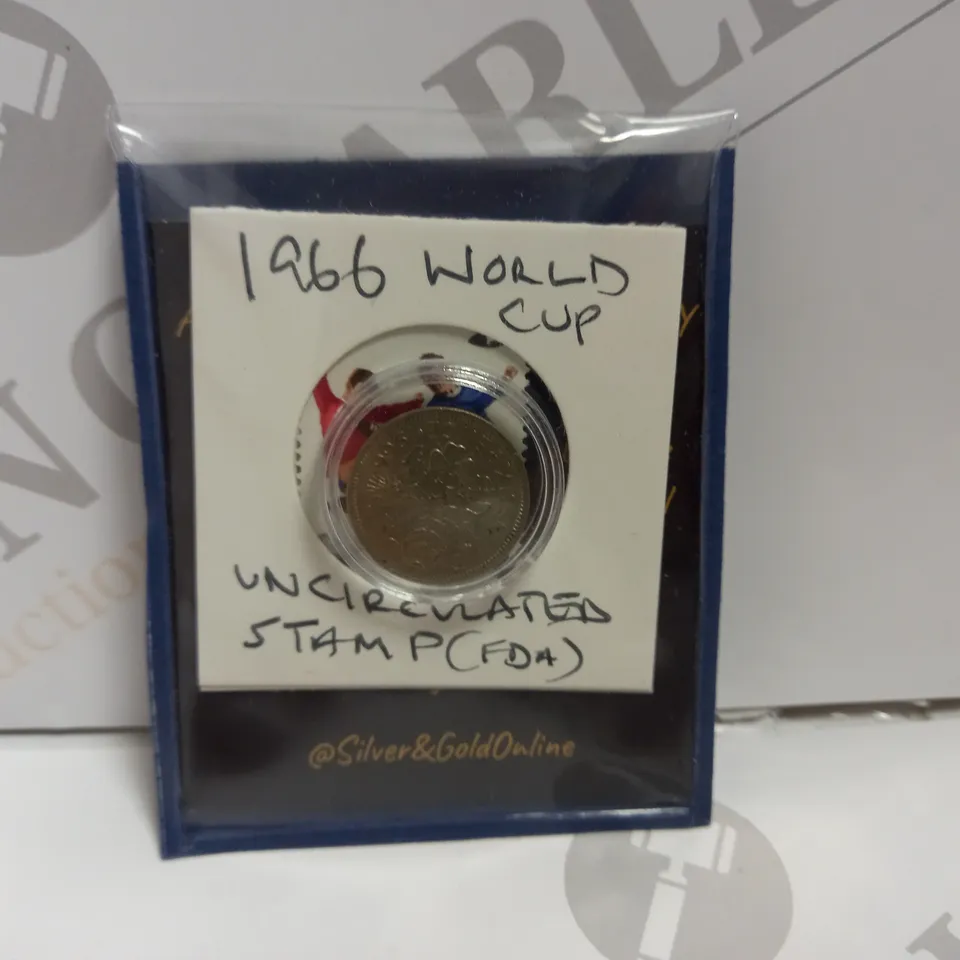 1966 WORLD
CUP
UNCIRCULATED
STAMP (FDA)
@Silver&GoldOnline